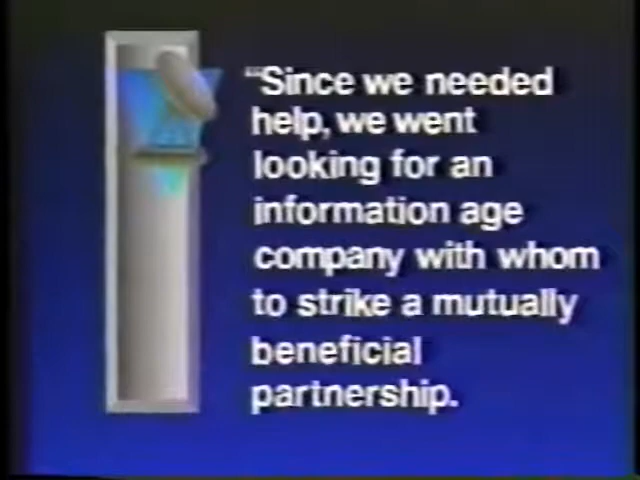 “Since we needed
help, we went
looking for an
information age
company with whom
to strike a mutually
beneficial
partnership.